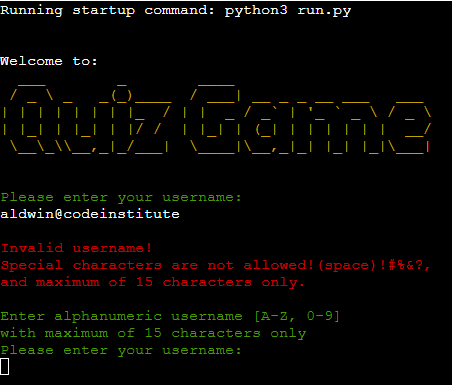 Running startup command: python3 run.py
Welcome to:
Quiz Game
Please enter your username:
aldwin@codeinstitute
Invalid username!
Special characters are not allowed!(space)!#%&?,
and maximum of 15 characters only.
Enter alphanumeric username [A-Z, 0-9]
with maximum of 15 characters only
Please enter your username: